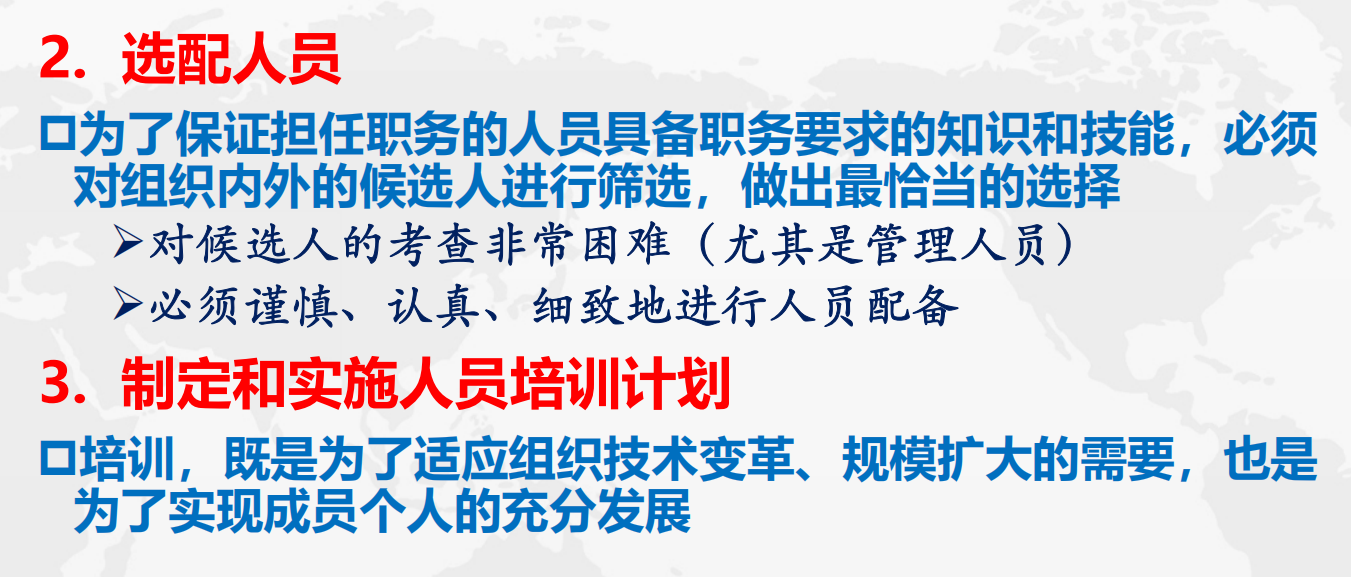 2. 选配人员
为了保证担任职务的人员具备职务要求的知识和技能，必须
对组织内外的候选人进行筛选，做出最恰当的选择
对候选人的考查非常困难（尤其是管理人员）
必须谨慎、认真、细致地进行人员配备
3. 制定和实施人员培训计划
培训，既是为了适应组织技术变革、规模扩大的需要，也是
为了实现成员个人的充分发展